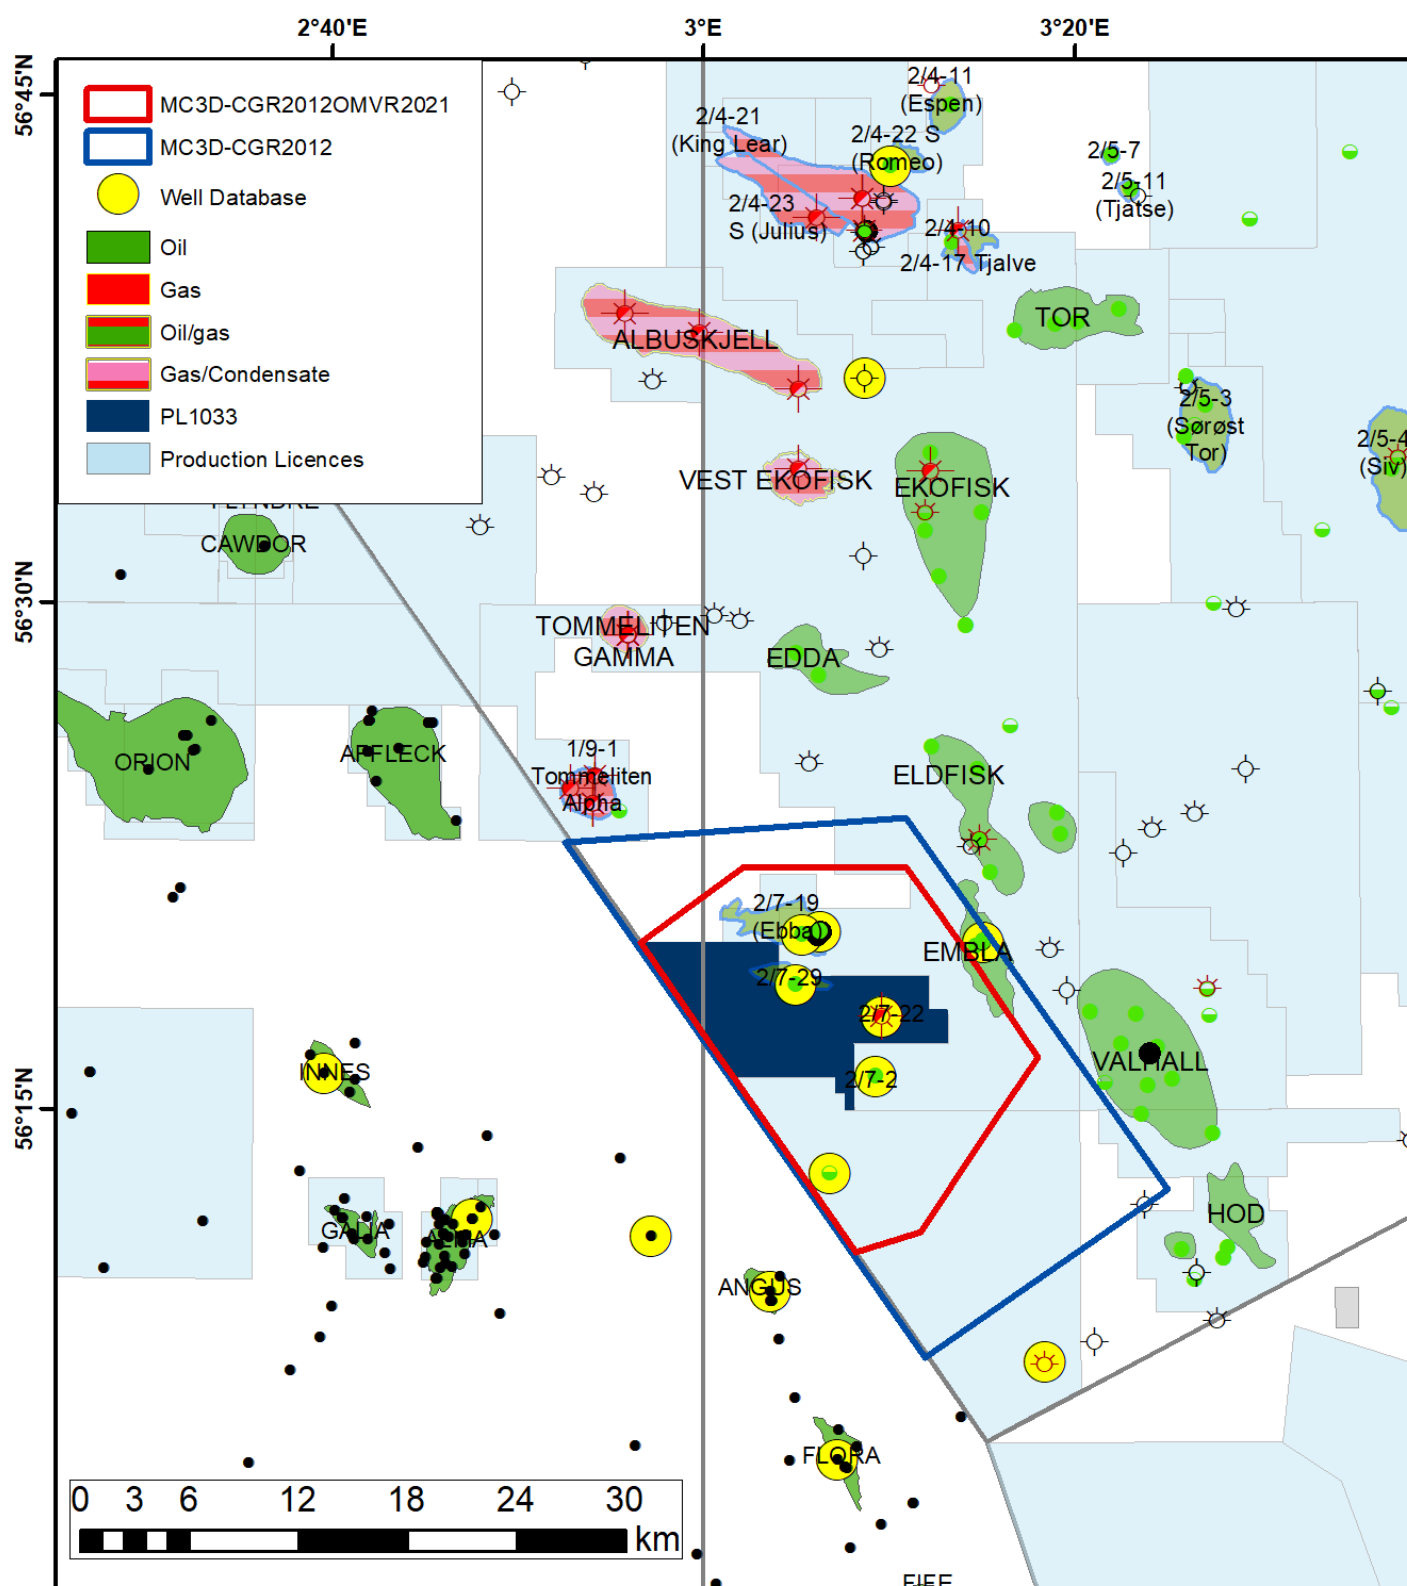 2°40'E
3°E
3°20'E
56°45'N
56°30'N
56°15'N
MC3D-CGR2012OMVR2021
MC3D-CGR2012
Well Database
Oil
Gas
Oil/gas
Gas/Condensate
PL1033
Production Licences
2/4-11
(Espen)
2/4-21
(King Lear)
2/4-22 S
(Romeo)
2/5-7
2/5-11
(Tjatse)
2/4-23
S (Julius)
2/4-10
2/4-17 Tjalve
TOR
ALBUSKJELL
2/5-3
(Sørøst
Tor)
2/5-4
(Siv)
VEST EKOFISK
EKOFISK
CAWDOR
TOMMELITEN
GAMMA
EDDA
ORION
AFFLECK
1/9-1
Tommeliten
Alpha
ELDFISK
2/7-19
(Ebba)
EMBLA
2/7-29
2/7-22
2/7-2
VALHALL
INNES
GALIA
ALMA
HOD
ANGUS
FLORA
FIFE
0 3 6 12 18 24 30
km